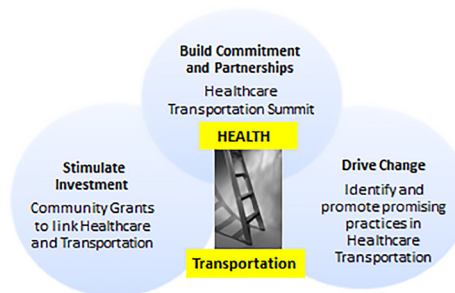 Build Commitment
and Partnerships
Healthcare
Transportation Summit
HEALTH
Stimulate
Investment
Community Grants
to link Healthcare
and Transportation
Drive Change
Identify and
promote promising
practices in
Healthcare
Transportation
Transportation